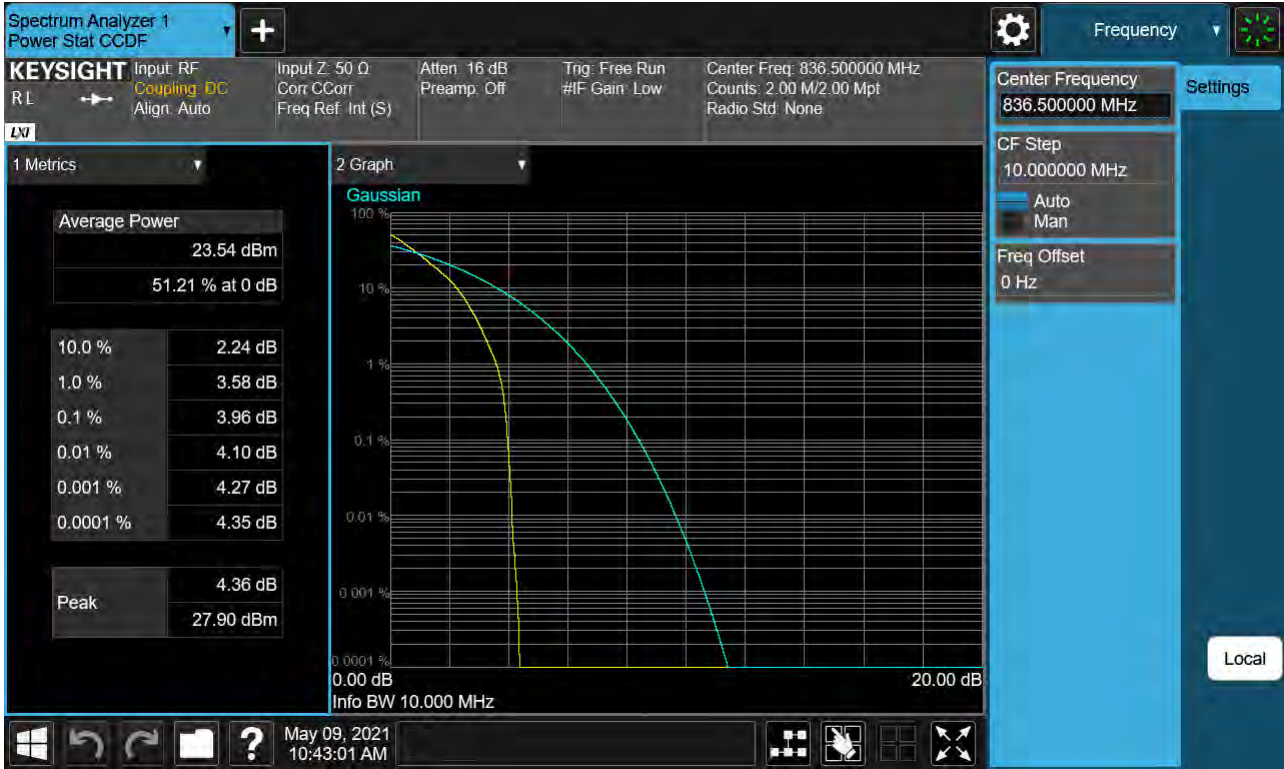 Spectrum Analyzer 1
Power Stat CCDF
Frequency
KEYSIGHT
R L
LXI
Input: RF
Coupling: DC
Align: Auto
Input Z: 50 Ω
Corr CCorr
Freq Ref: Int (S)
Atten: 16 dB
Preamp: Off
Trig: Free Run
#IF Gain: Low
Center Freq: 836.500000 MHz
Counts: 2.00 M/2.00 Mpt
Radio Std: None
Center Frequency
836.500000 MHz
Settings
CF Step
10.000000 MHz
Auto
Man
Freq Offset
0 Hz
1 Metrics
Average Power
23.54 dBm
51.21 % at 0 dB
10.0 % 2.24 dB
1.0 % 3.58 dB
0.1 % 3.96 dB
0.01 % 4.10 dB
0.001 % 4.27 dB
0.0001 % 4.35 dB
Peak
4.36 dB
27.90 dBm
2 Graph
Gaussian
100 %
10 %
1 %
0.1 %
0.01 %
0.001 %
0.0001 %
0.00 dB 20.00 dB
Info BW 10.000 MHz
Local
?
May 09, 2021
10:43:01 AM